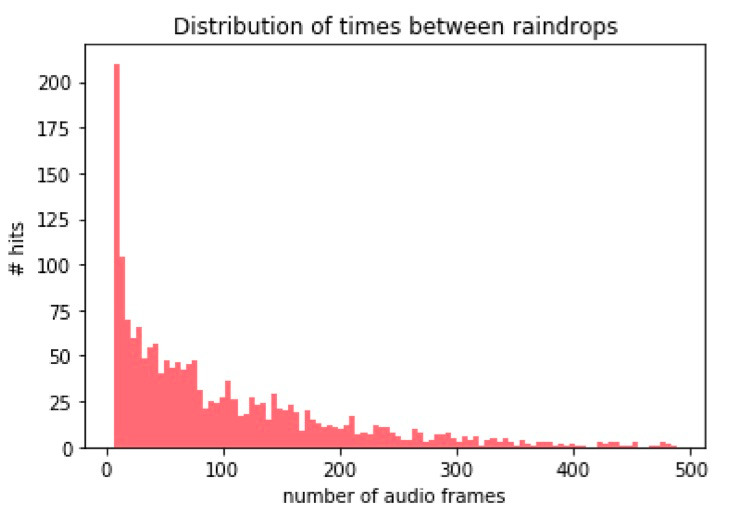 Distribution of times between raindrops
200
175
150
125
100
75
50
25
0
# hits
0 100 200 300 400 500
number of audio frames